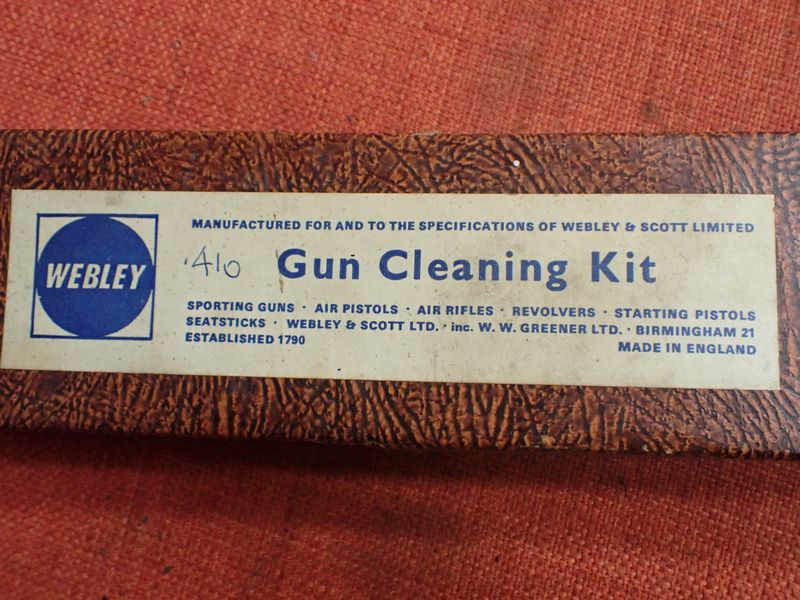 MANUFACTURED FOR AND TO THE SPECIFICATIONS OF WEBLEY & SCOTT LIMITED
WEBLEY
.410 Gun Cleaning Kit
SPORTING GUNS · AIR PISTOLS · AIR RIFLES · REVOLVERS · STARTING PISTOLS
SEATSTICKS · WEBLEY & SCOTT LTD. · inc. W. W. GREENER LTD. · BIRMINGHAM 21
ESTABLISHED 1790 MADE IN ENGLAND